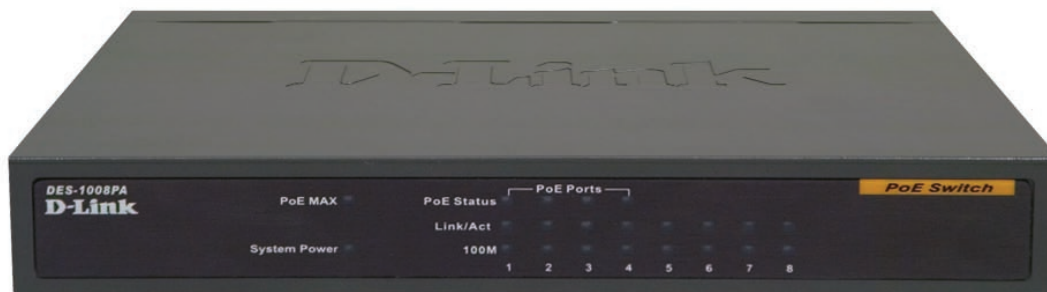 D-Link
DES-1008PA
D-Link
PoE MAX
System Power
PoE Ports
PoE Status
Link/Act
100M
1 2 3 4 5 6 7 8
PoE Switch